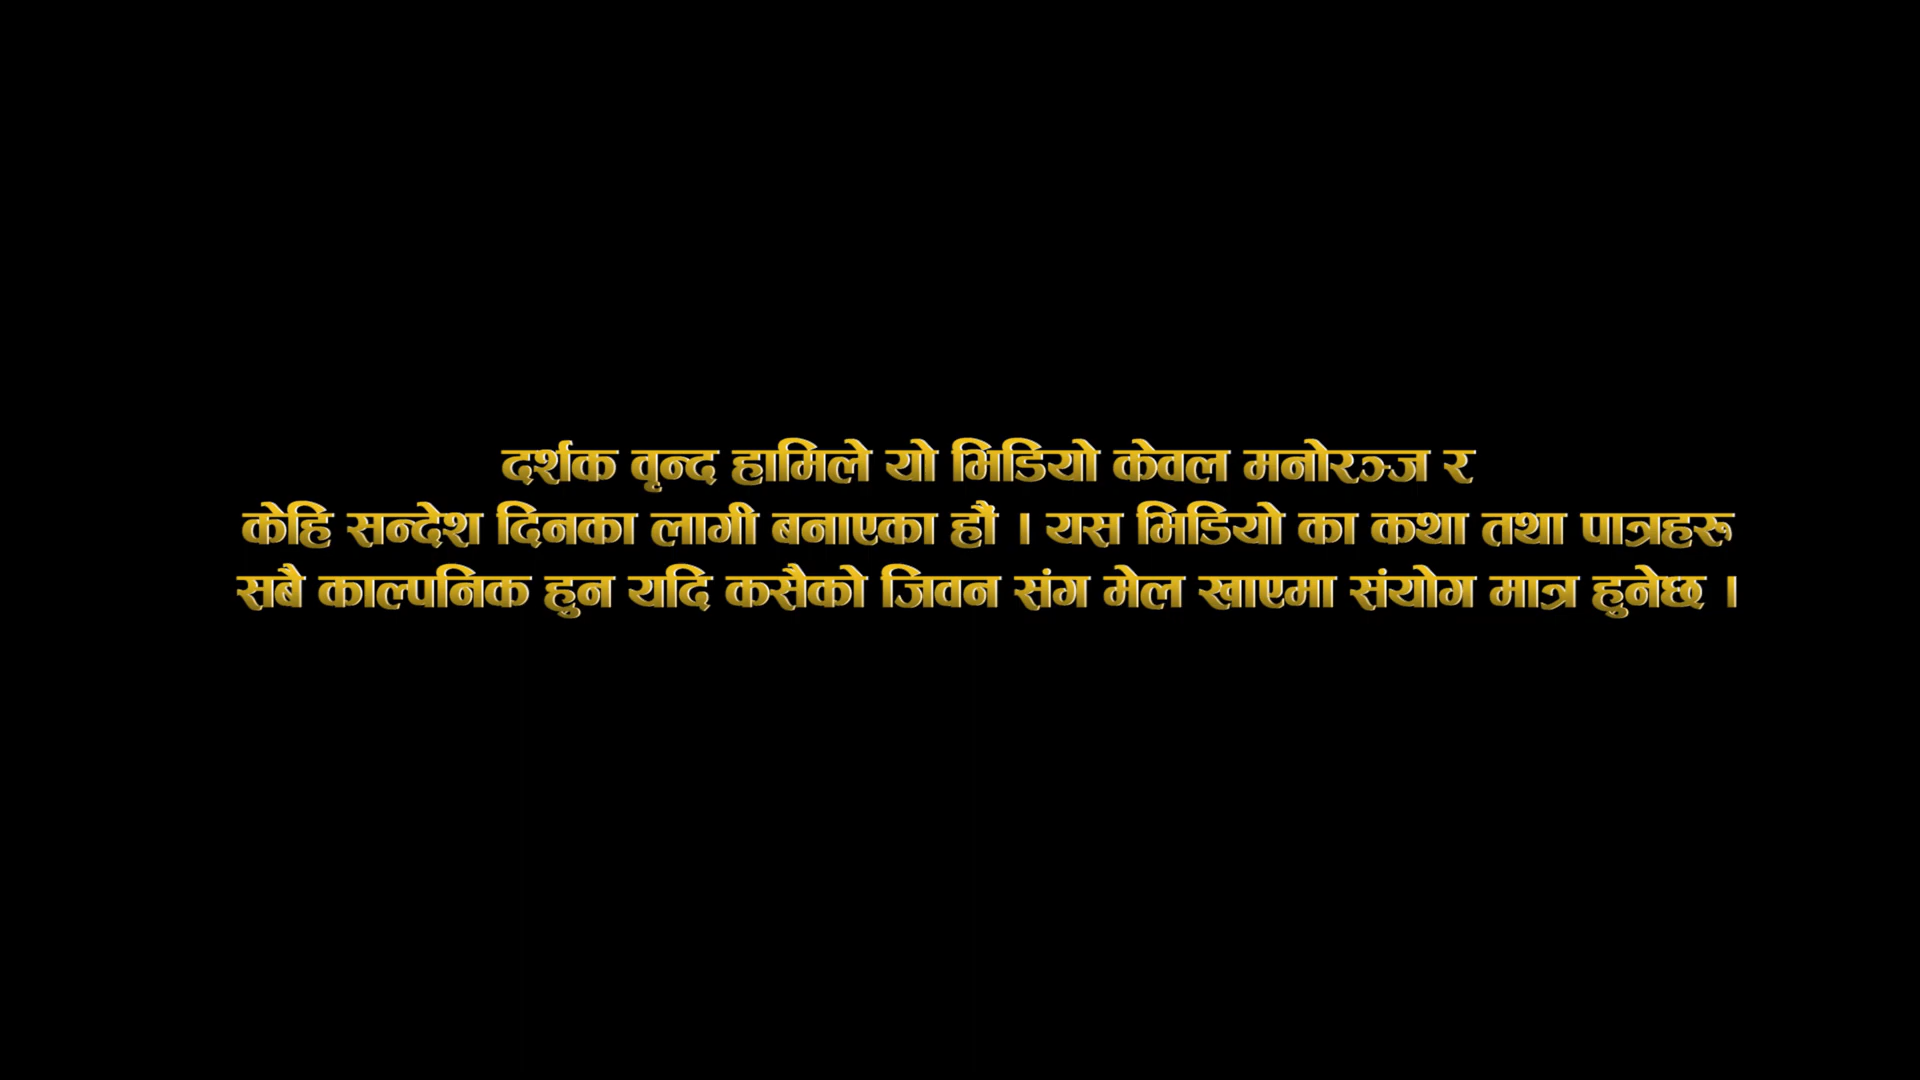 दर्शक वृन्द हामिले यो भिडियो केवल मनोरञ्ज र
केहि सन्देश दिनका लागी बनाएका हौ । यस भिडियो का कथा तथा पात्रहरु
सबै काल्पनिक हुन यदि कसैको जिवन संग मेल खाएमा संयोग मात्र हुनेछ ।